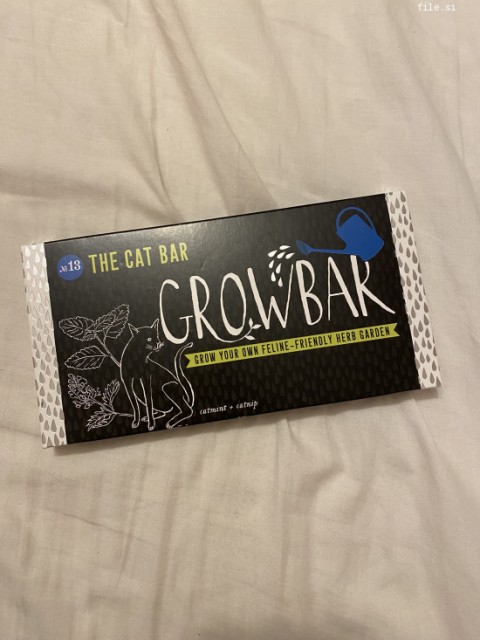 file.si
№13
THE CAT BAR
GROWBAR
GROW YOUR OWN FELINE-FRIENDLY HERB GARDEN
catmint + catnip